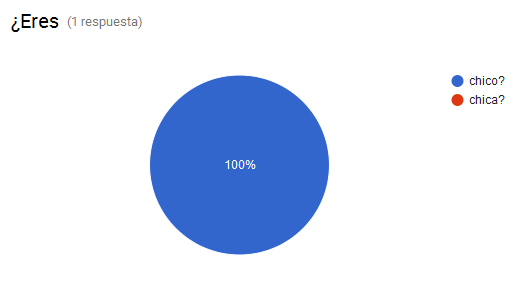 ¿Eres (1 respuesta)
chico?
chica?
100%